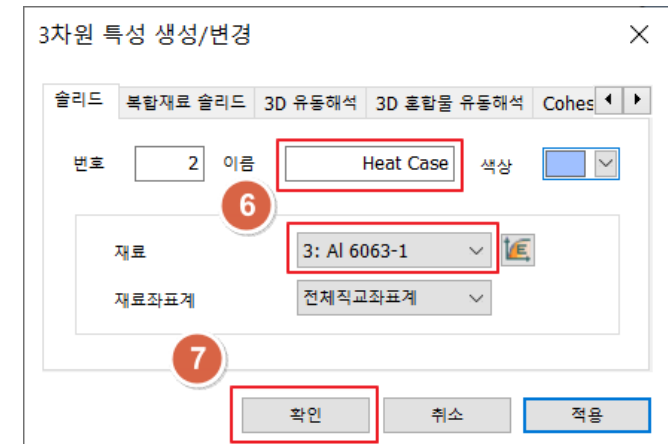 3차원 특성 생성/변경
솔리드 복합재료 솔리드 3D 유동해석 3D 혼합물 유동해석 Cohes
번호 2 이름 Heat Case 색상
6
재료 3: Al 6063-1 E
재료좌표계 전체직교좌표계
7
확인 취소 적용